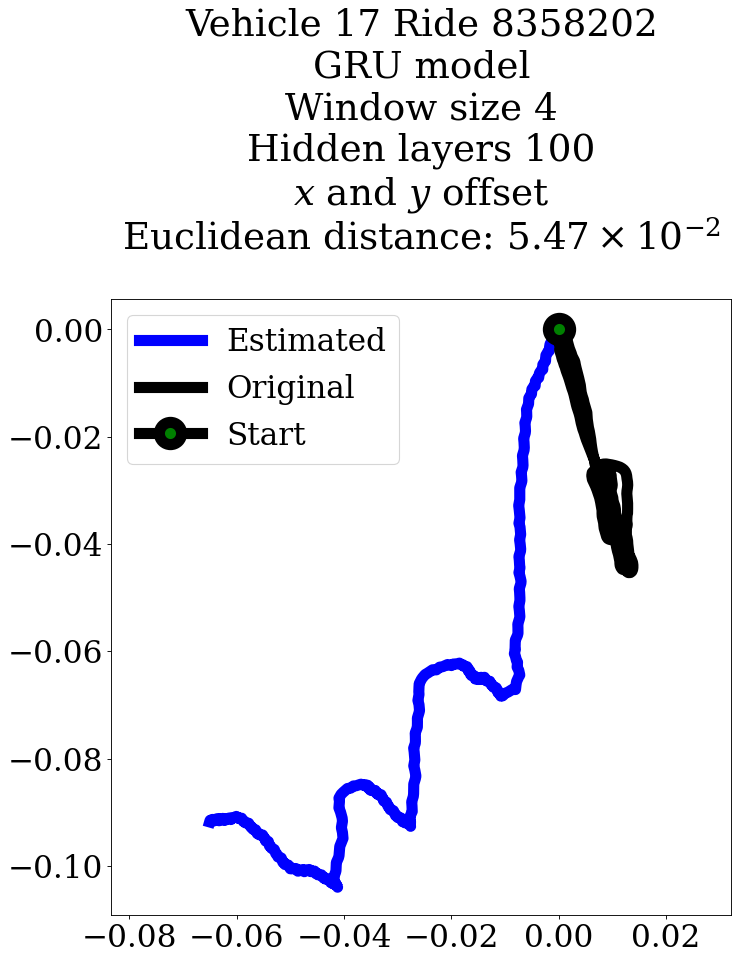 Vehicle 17 Ride 8358202
GRU model
Window size 4
Hidden layers 100
x and y offset
Euclidean distance: 5.47 × 10⁻²
Estimated
Original
Start
0.00
−0.02
−0.04
−0.06
−0.08
−0.10
−0.08 −0.06 −0.04 −0.02 0.00 0.02